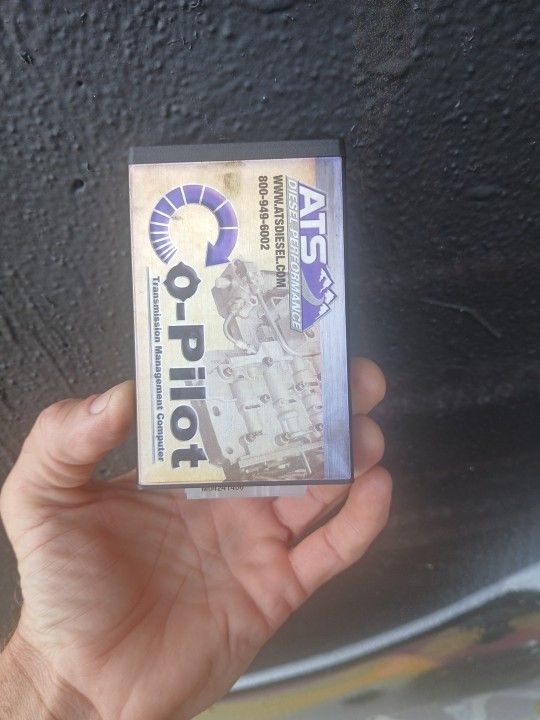 ATS
DIESEL PERFORMANCE
WWW.ATSDIESEL.COM
800-949-6002
Co-Pilot
Transmission Management Computer